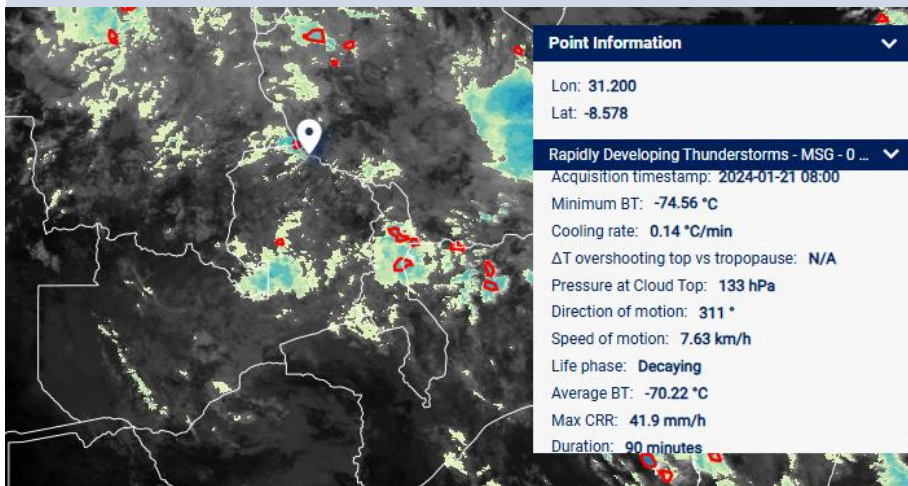 Point Information
Lon: 31.200
Lat: -8.578
Rapidly Developing Thunderstorms - MSG - 0 ...
Acquisition timestamp: 2024-01-21 08:00
Minimum BT: -74.56 °C
Cooling rate: 0.14 °C/min
ΔT overshooting top vs tropopause: N/A
Pressure at Cloud Top: 133 hPa
Direction of motion: 311 °
Speed of motion: 7.63 km/h
Life phase: Decaying
Average BT: -70.22 °C
Max CRR: 41.9 mm/h
Duration: 90 minutes